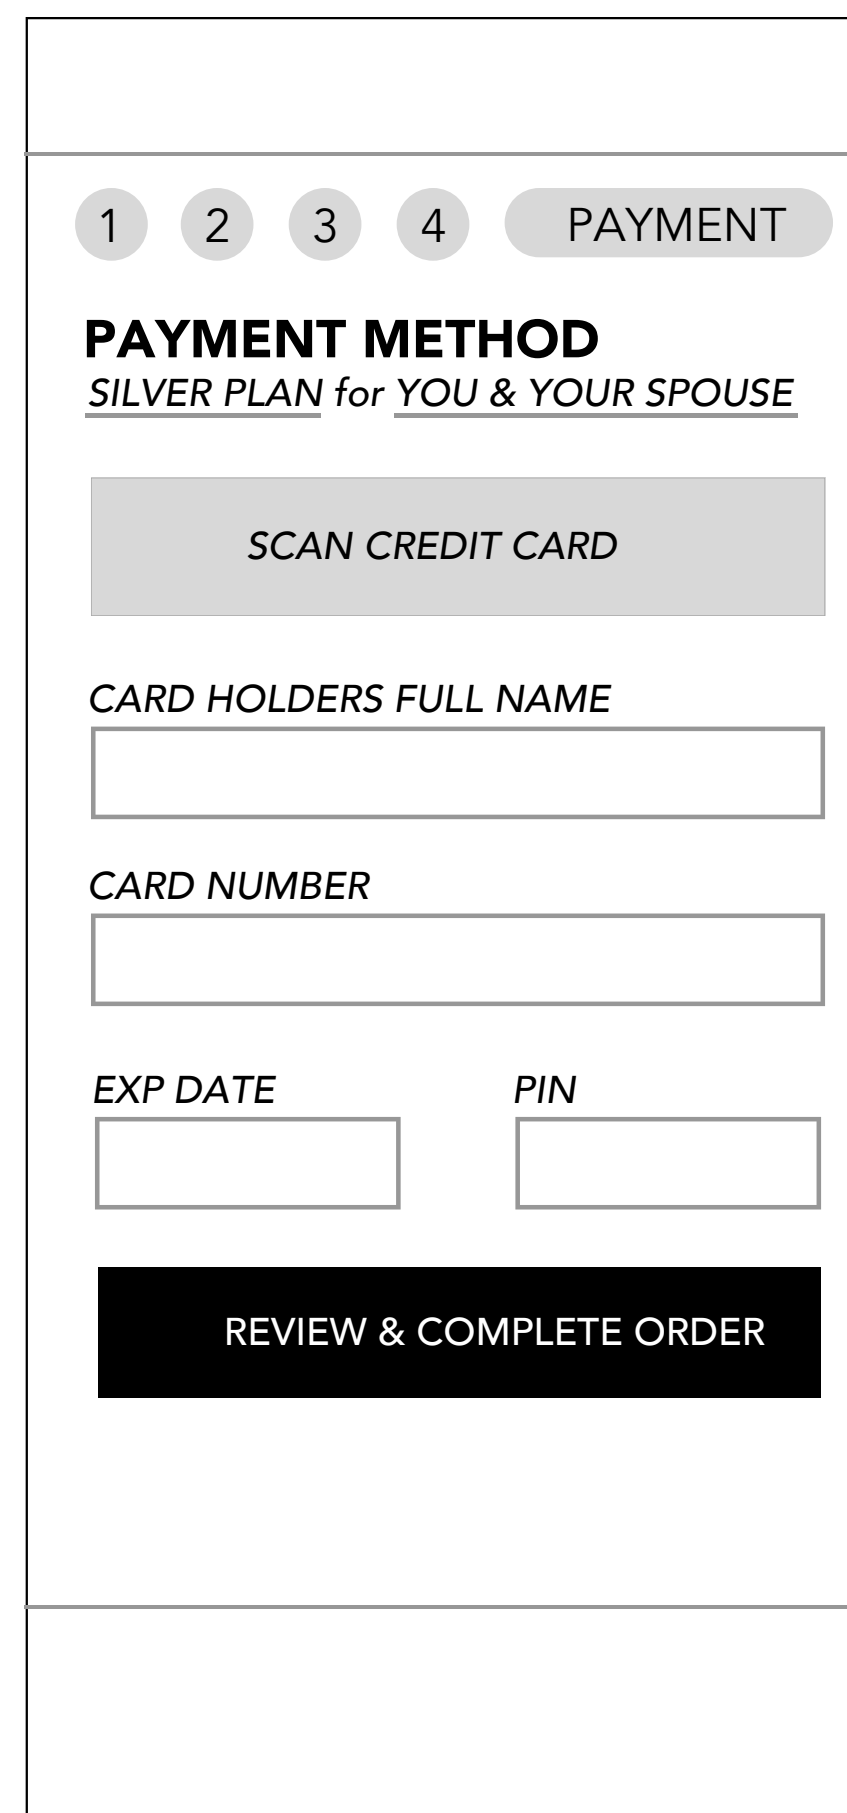 1 2 3 4 PAYMENT
PAYMENT METHOD
SILVER PLAN for YOU & YOUR SPOUSE
SCAN CREDIT CARD
CARD HOLDERS FULL NAME
CARD NUMBER
EXP DATE PIN
REVIEW & COMPLETE ORDER